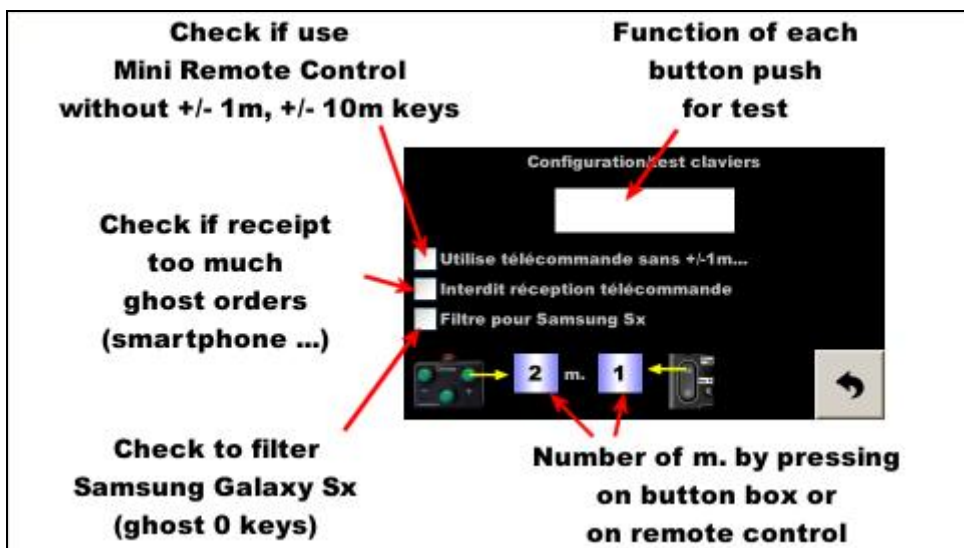 Check if use
Mini Remote Control
without +/- 1m, +/- 10m keys
Function of each
button push
for test
Configuration/test claviers
Check if receipt
too much
ghost orders
(smartphone ...)
Utilise télécommande sans +/-1m...
Interdit réception télécommande
Filtre pour Samsung Sx
2 m. 1
Check to filter
Samsung Galaxy Sx
(ghost 0 keys)
Number of m. by pressing
on button box or
on remote control